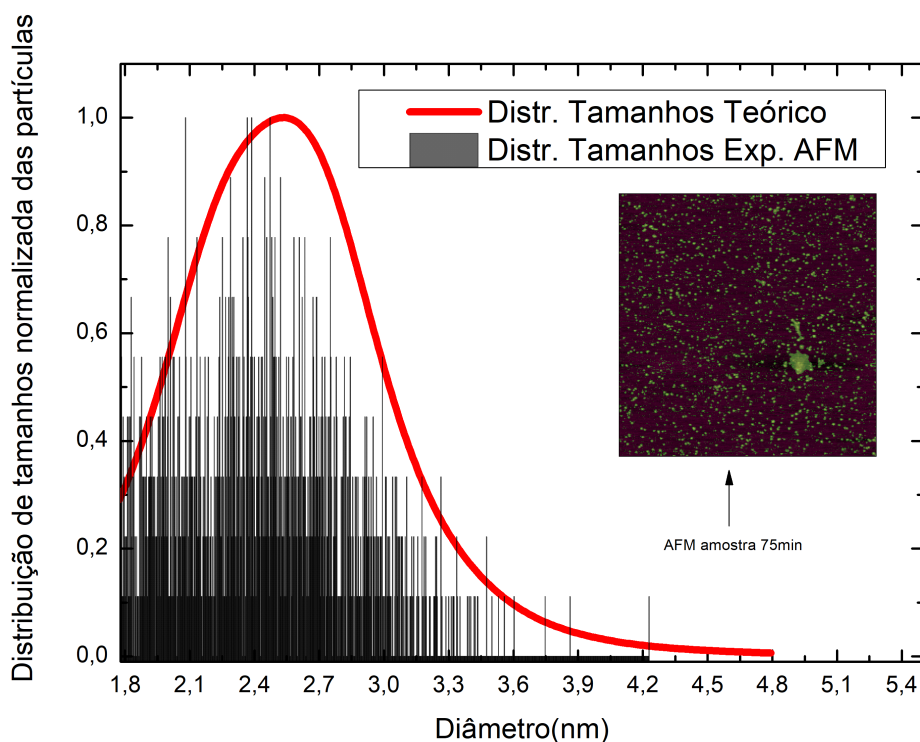 Distribuição de tamanhos normalizada das partículas
1,0
0,8
0,6
0,4
0,2
0,0
Distr. Tamanhos Teórico
Distr. Tamanhos Exp. AFM
AFM amostra 75min
1,8 2,1 2,4 2,7 3,0 3,3 3,6 3,9 4,2 4,5 4,8 5,1 5,4
Diâmetro(nm)